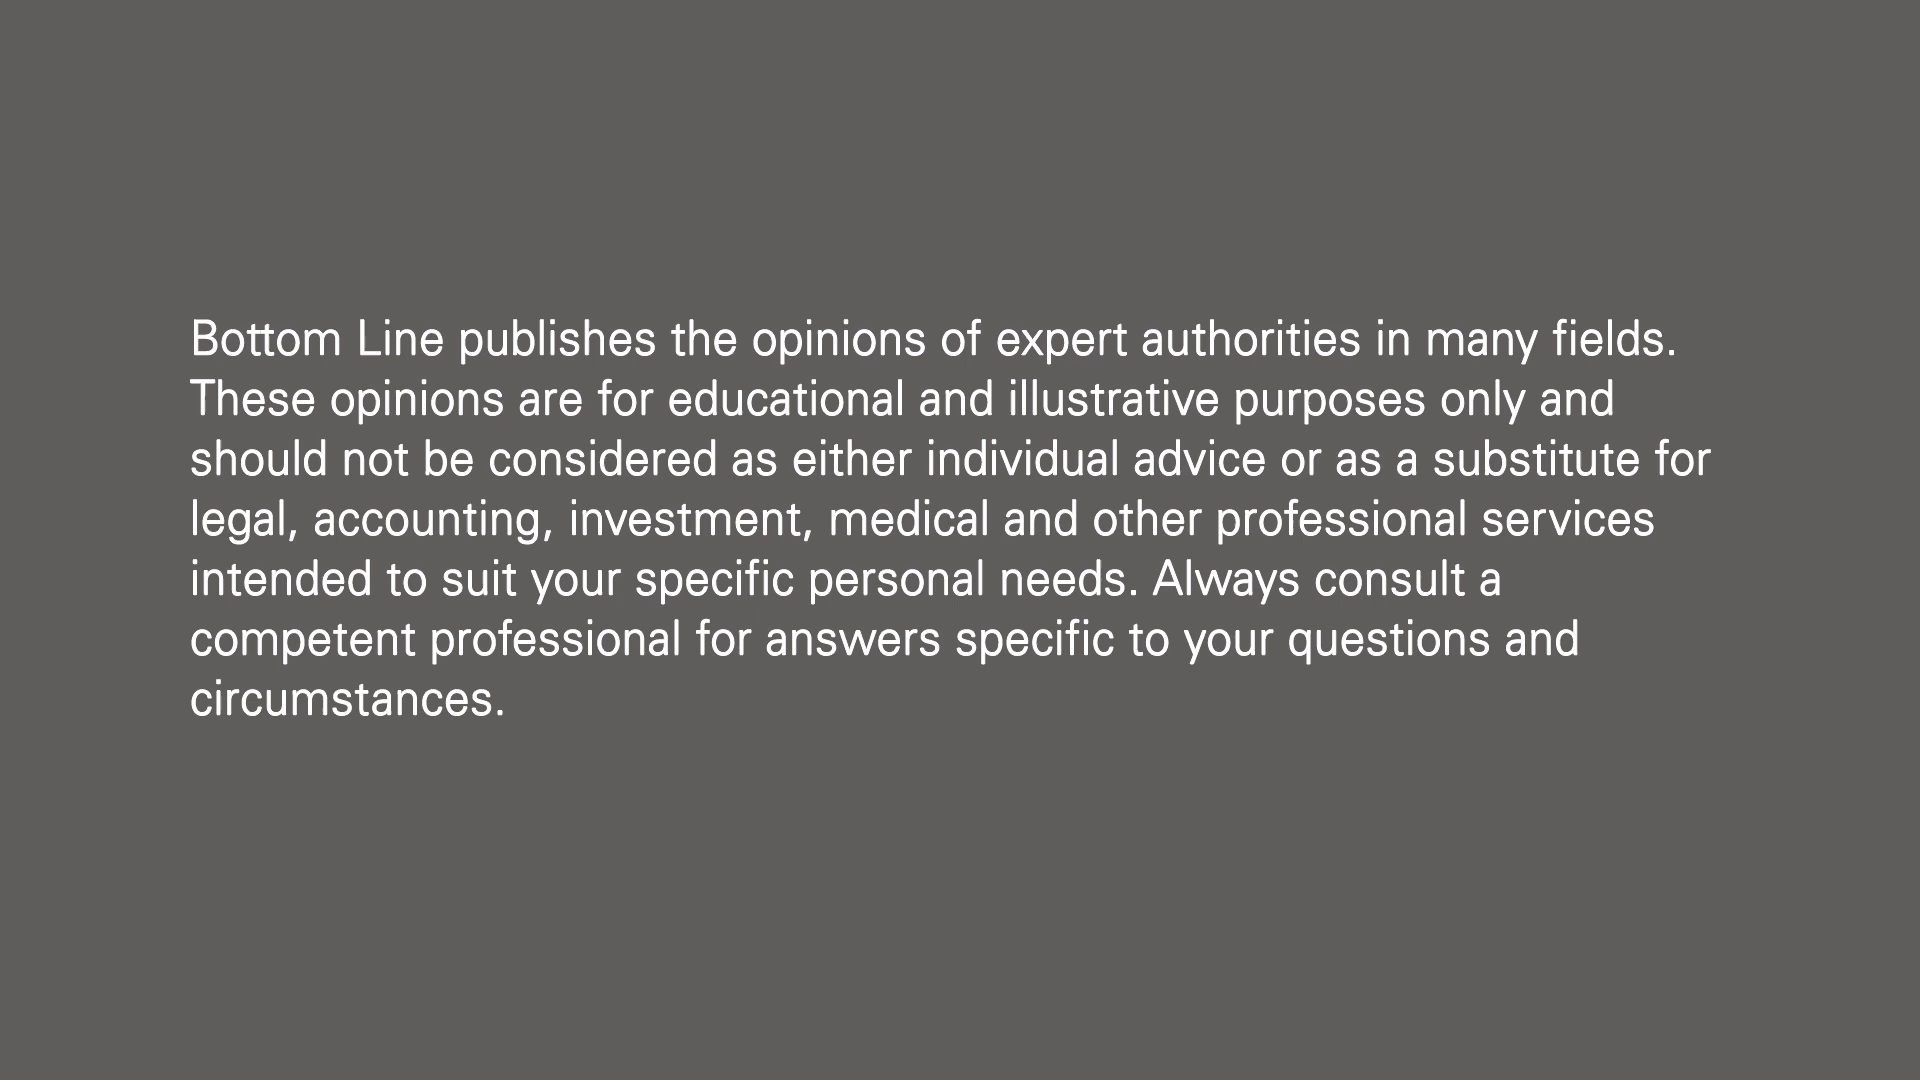 Bottom Line publishes the opinions of expert authorities in many fields.
These opinions are for educational and illustrative purposes only and
should not be considered as either individual advice or as a substitute for
legal, accounting, investment, medical and other professional services
intended to suit your specific personal needs. Always consult a
competent professional for answers specific to your questions and
circumstances.